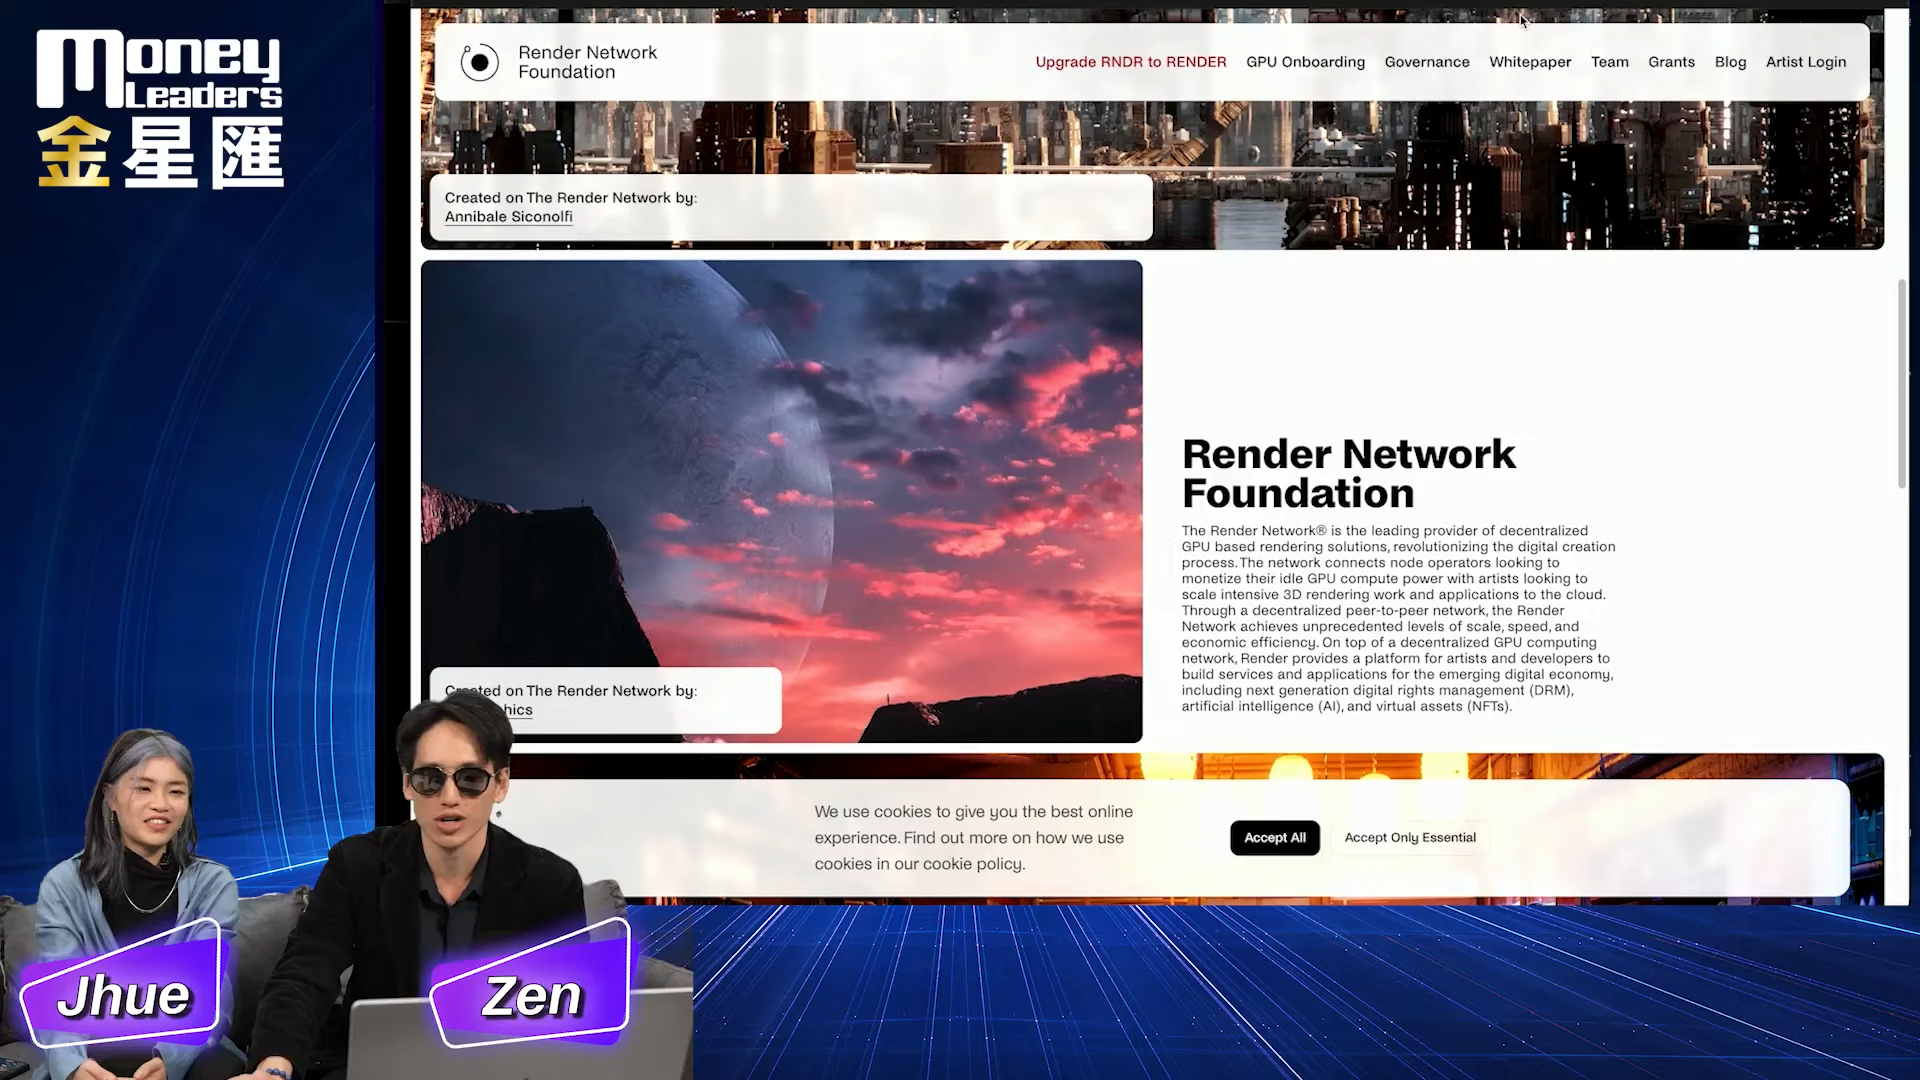 Money
Leaders
金星匯
Render Network
Foundation
Upgrade RNDR to RENDER
GPU Onboarding
Governance
Whitepaper
Team
Grants
Blog
Artist Login
Created on The Render Network by:
Annibale Siconolfi
Render Network
Foundation
The Render Network® is the leading provider of decentralized
GPU based rendering solutions, revolutionizing the digital creation
process. The network connects node operators looking to
monetize their idle GPU compute power with artists looking to
scale intensive 3D rendering work and applications to the cloud.
Through a decentralized peer-to-peer network, the Render
Network achieves unprecedented levels of scale, speed, and
economic efficiency. On top of a decentralized GPU computing
network, Render provides a platform for artists and developers to
build services and applications for the emerging digital economy,
including next generation digital rights management (DRM),
artificial intelligence (AI), and virtual assets (NFTs).
Created on The Render Network by:
We use cookies to give you the best online
experience. Find out more on how we use
cookies in our cookie policy.
Accept All
Accept Only Essential
Jhue
Zen